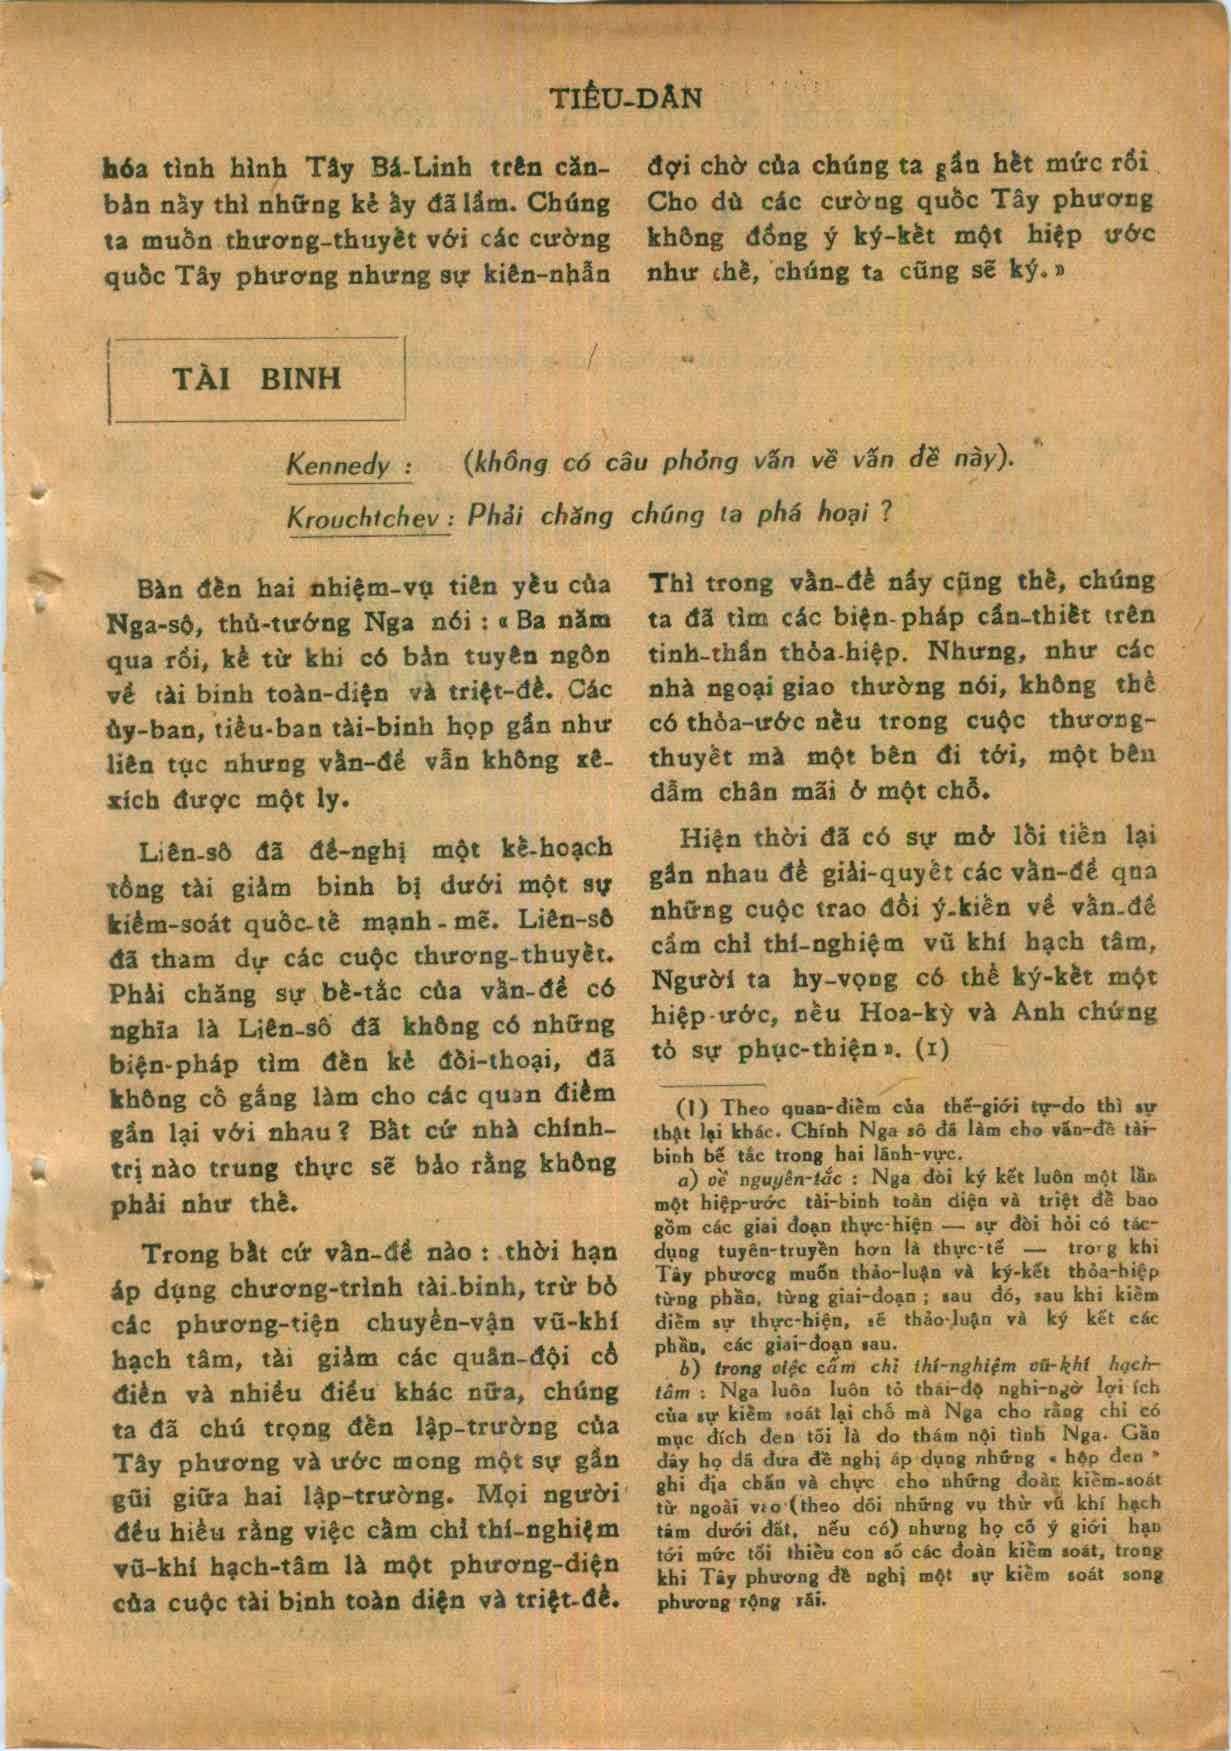 TIỂU-DÂN
hóa tình hình Tây Bá-Linh trên căn-
bản nầy thì những kẻ ấy đã lầm. Chúng
ta muốn thương-thuyết với các cường
quốc Tây phương nhưng sự kiên-nhẫn
đợi chờ của chúng ta gần hết mức rồi.
Cho dù các cường quốc Tây phương
không đồng ý ký-kết một hiệp ước
như thế, chúng ta cũng sẽ ký.»
TÀI BINH
Kennedy : (không có câu phỏng vấn về vấn đề này).
Krouchtchev : Phải chăng chúng ta phá hoại ?
Bàn đến hai nhiệm-vụ tiên yếu của
Nga-sô, thủ-tướng Nga nói : « Ba năm
qua rồi, kể từ khi có bản tuyên ngôn
về tài binh toàn-diện và triệt-để. Các
ủy-ban, tiểu-ban tài-binh họp gần như
liên tục nhưng vấn-đề vẫn không xê-
xích được một ly.
Liên-sô đã đề-nghị một kế-hoạch
tổng tài giảm binh bị dưới một sự
kiểm-soát quốc-tế mạnh-mẽ. Liên-sô
đã tham dự các cuộc thương-thuyết.
Phải chăng sự bế-tắc của vấn-đề có
nghĩa là Liên-sô đã không có những
biện-pháp tìm đến kẻ đối-thoại, đã
không cố gắng làm cho các quan điểm
gần lại với nhau ? Bất cứ nhà chính-
trị nào trung thực sẽ bảo rằng không
phải như thế.
Trong bất cứ vấn-đề nào : thời hạn
áp dụng chương-trình tài-binh, trừ bỏ
các phương-tiện chuyển-vận vũ-khí
hạch tâm, tài giảm các quân-đội cổ
điển và nhiều điều khác nữa, chúng
ta đã chú trọng đến lập-trường của
Tây phương và ước mong một sự gần
gũi giữa hai lập-trường. Mọi người
đều hiểu rằng việc cấm chỉ thí-nghiệm
vũ-khí hạch-tâm là một phương-diện
của cuộc tài binh toàn diện và triệt-để.
Thì trong vấn-đề nầy cũng thế, chúng
ta đã tìm các biện-pháp cần-thiết trên
tinh-thần thỏa-hiệp. Nhưng, như các
nhà ngoại giao thường nói, không thể
có thỏa-ước nếu trong cuộc thương-
thuyết mà một bên đi tới, một bên
dẫm chân mãi ở một chỗ.
Hiện thời đã có sự mở lối tiến lại
gần nhau để giải-quyết các vấn-đề qua
những cuộc trao đổi ý-kiến về vấn-đề
cấm chỉ thí-nghiệm vũ khí hạch tâm,
Người ta hy-vọng có thể ký-kết một
hiệp-ước, nếu Hoa-kỳ và Anh chứng
tỏ sự phục-thiện ». (1)
(1) Theo quan-điểm của thế-giới tự-do thì sự
thật lại khác. Chính Nga sô đã làm cho vấn-đề tài-
binh bế tắc trong hai lãnh-vực.
a) về nguyên-tắc : Nga đòi ký kết luôn một lần
một hiệp-ước tài-binh toàn diện và triệt để bao
gồm các giai đoạn thực-hiện — sự đòi hỏi có tác-
dụng tuyên-truyền hơn là thực-tế — trong khi
Tây phương muốn thảo-luận và ký-kết thỏa-hiệp
từng phần, từng giai-đoạn ; sau đó, sau khi kiểm
điểm sự thực-hiện, sẽ thảo-luận và ký kết các
phần, các giai-đoạn sau.
b) trong việc cấm chỉ thí-nghiệm vũ-khí hạch-
tâm : Nga luôn luôn tỏ thái-độ nghi-ngờ lợi ích
của sự kiểm soát lại chỗ mà Nga cho rằng chỉ có
mục đích đen tối là do thám nội tình Nga. Gần
đây họ đã đưa đề nghị áp dụng những « hộp đen »
ghi địa chấn và chực cho những đoàn kiểm-soát
từ ngoài vào (theo dõi những vụ thử vũ khí hạch
tâm dưới đất, nếu có) nhưng họ cố ý giới hạn
tới mức tối thiểu con số các đoàn kiểm soát, trong
khi Tây phương đề nghị một sự kiểm soát song
phương rộng rãi.